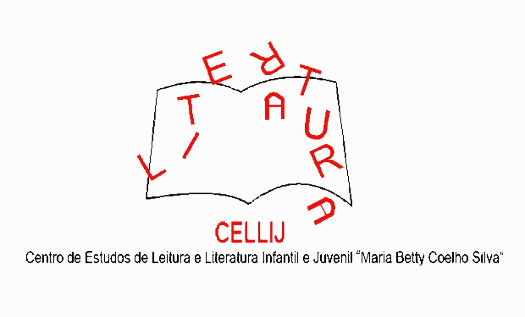 LITERATURA
CELLIJ
Centro de Estudos de Leitura e Literatura Infantil e Juvenil "Maria Betty Coelho Silva"